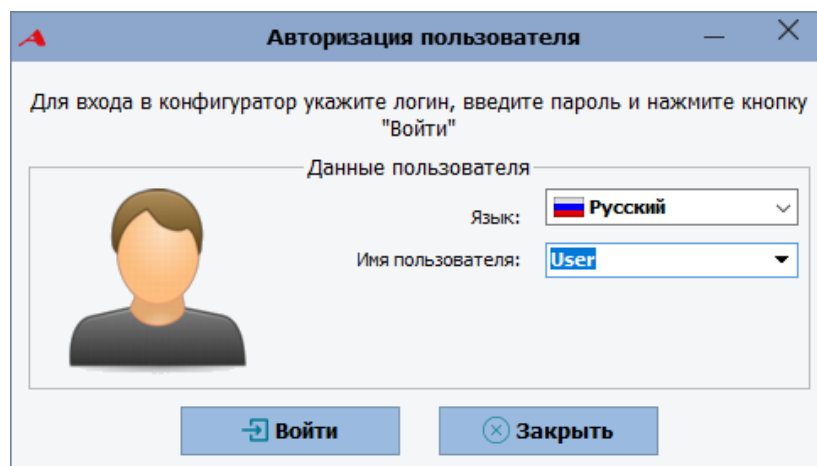 Авторизация пользователя
Для входа в конфигуратор укажите логин, введите пароль и нажмите кнопку
"Войти"
Данные пользователя
Язык: Русский
Имя пользователя: User
Войти Закрыть